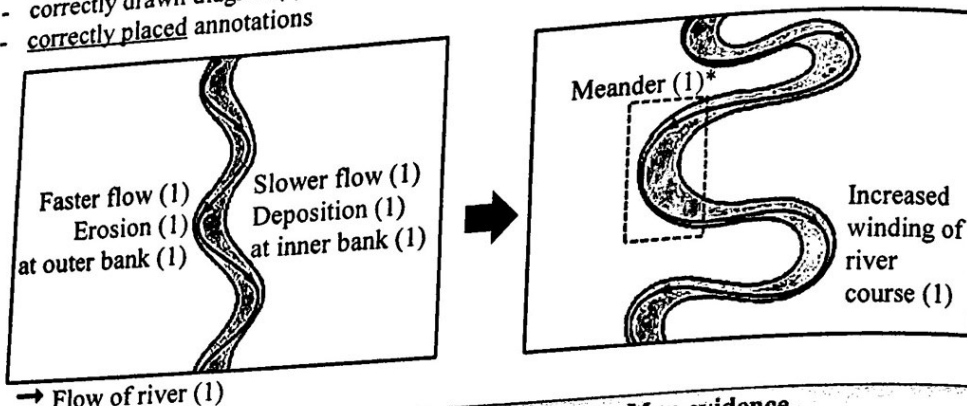 - correctly drawn
- correctly placed annotations
Faster flow (1)
Erosion (1)
at outer bank (1)
Slower flow (1)
Deposition (1)
at inner bank (1)
→ Flow of river (1)
Meander (1)*
Increased
winding of
river
course (1)
evidence